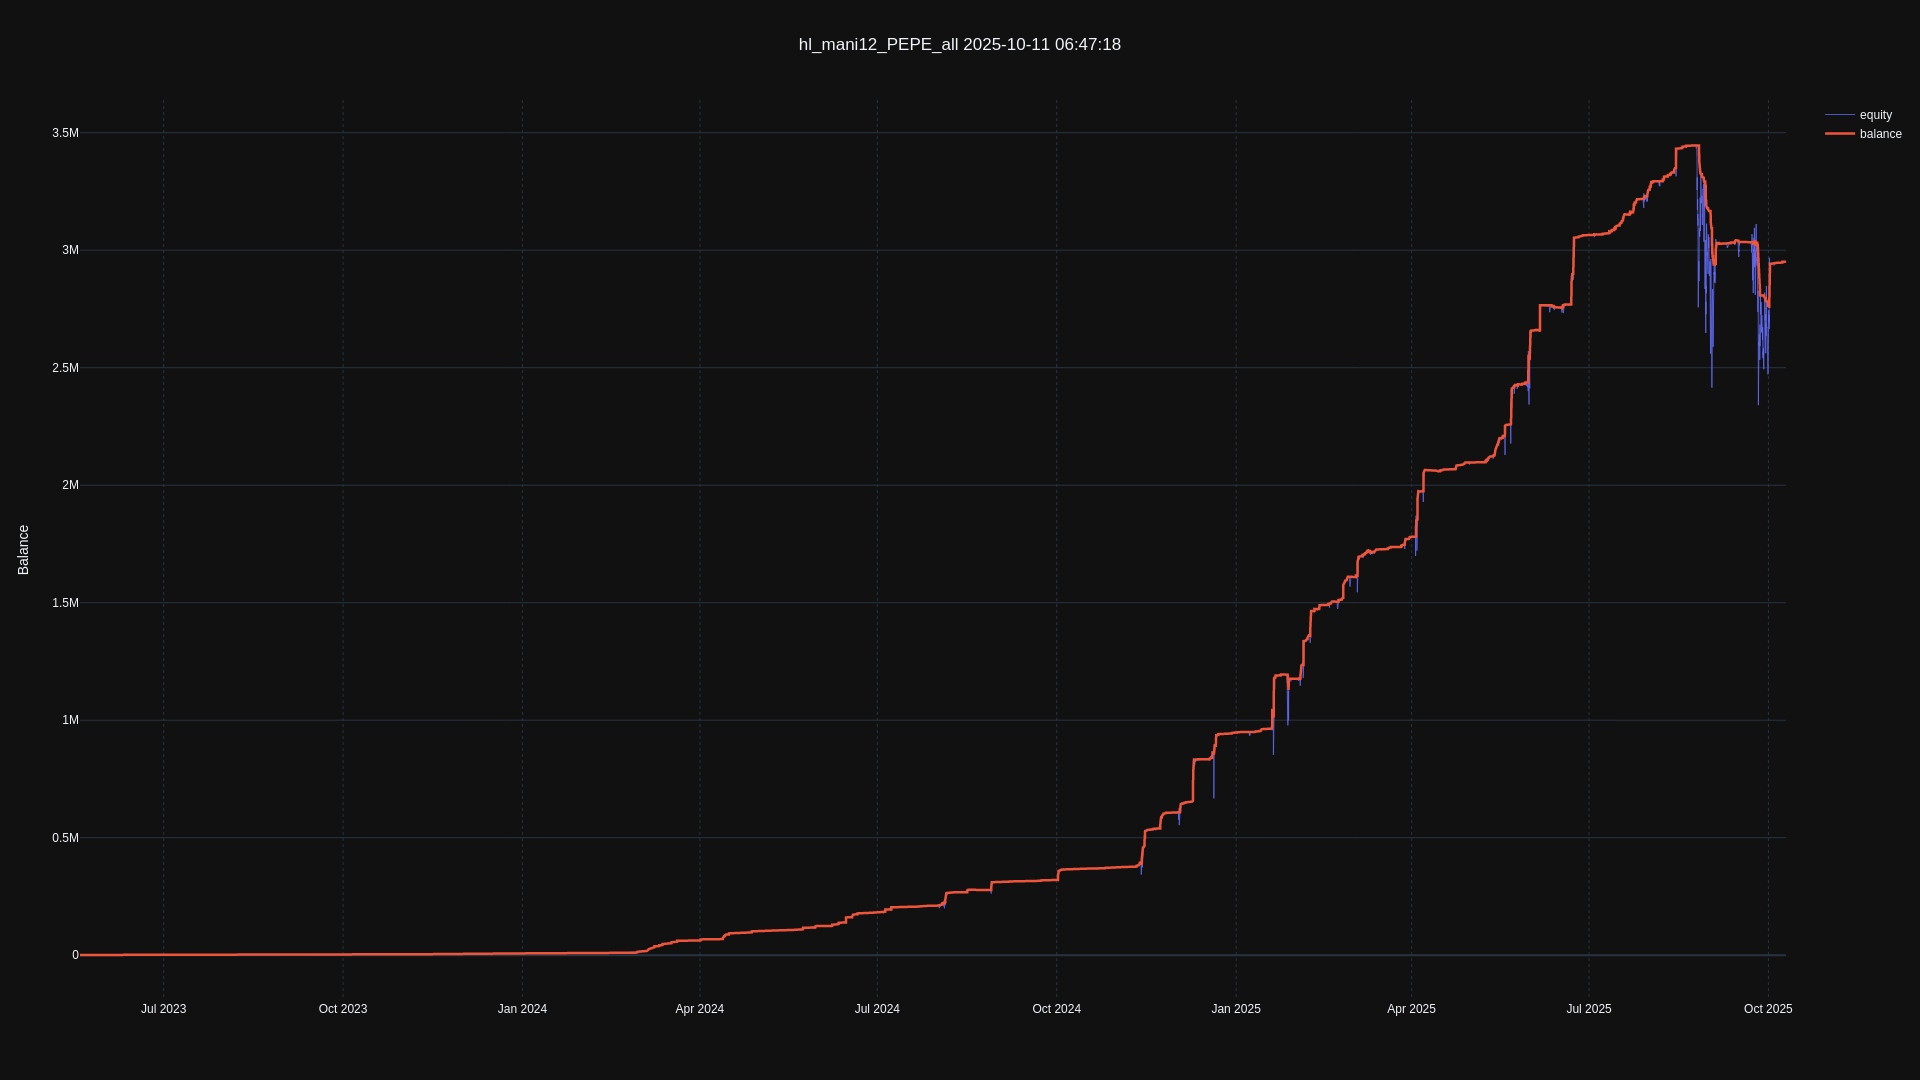 hl_mani12_PEPE_all 2025-10-11 06:47:18
equity
balance
3.5M
3M
2.5M
2M
1.5M
1M
0.5M
0
Balance
Jul 2023
Oct 2023
Jan 2024
Apr 2024
Jul 2024
Oct 2024
Jan 2025
Apr 2025
Jul 2025
Oct 2025